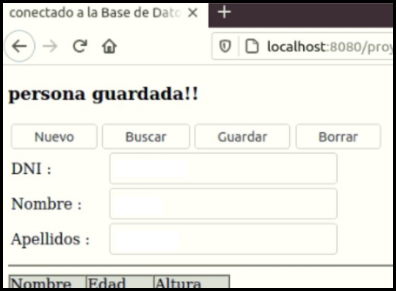 conectado a la Base de Dato
localhost:8080/proy
persona guardada!!
Nuevo Buscar Guardar Borrar
DNI :
Nombre :
Apellidos :
Nombre Edad Altura